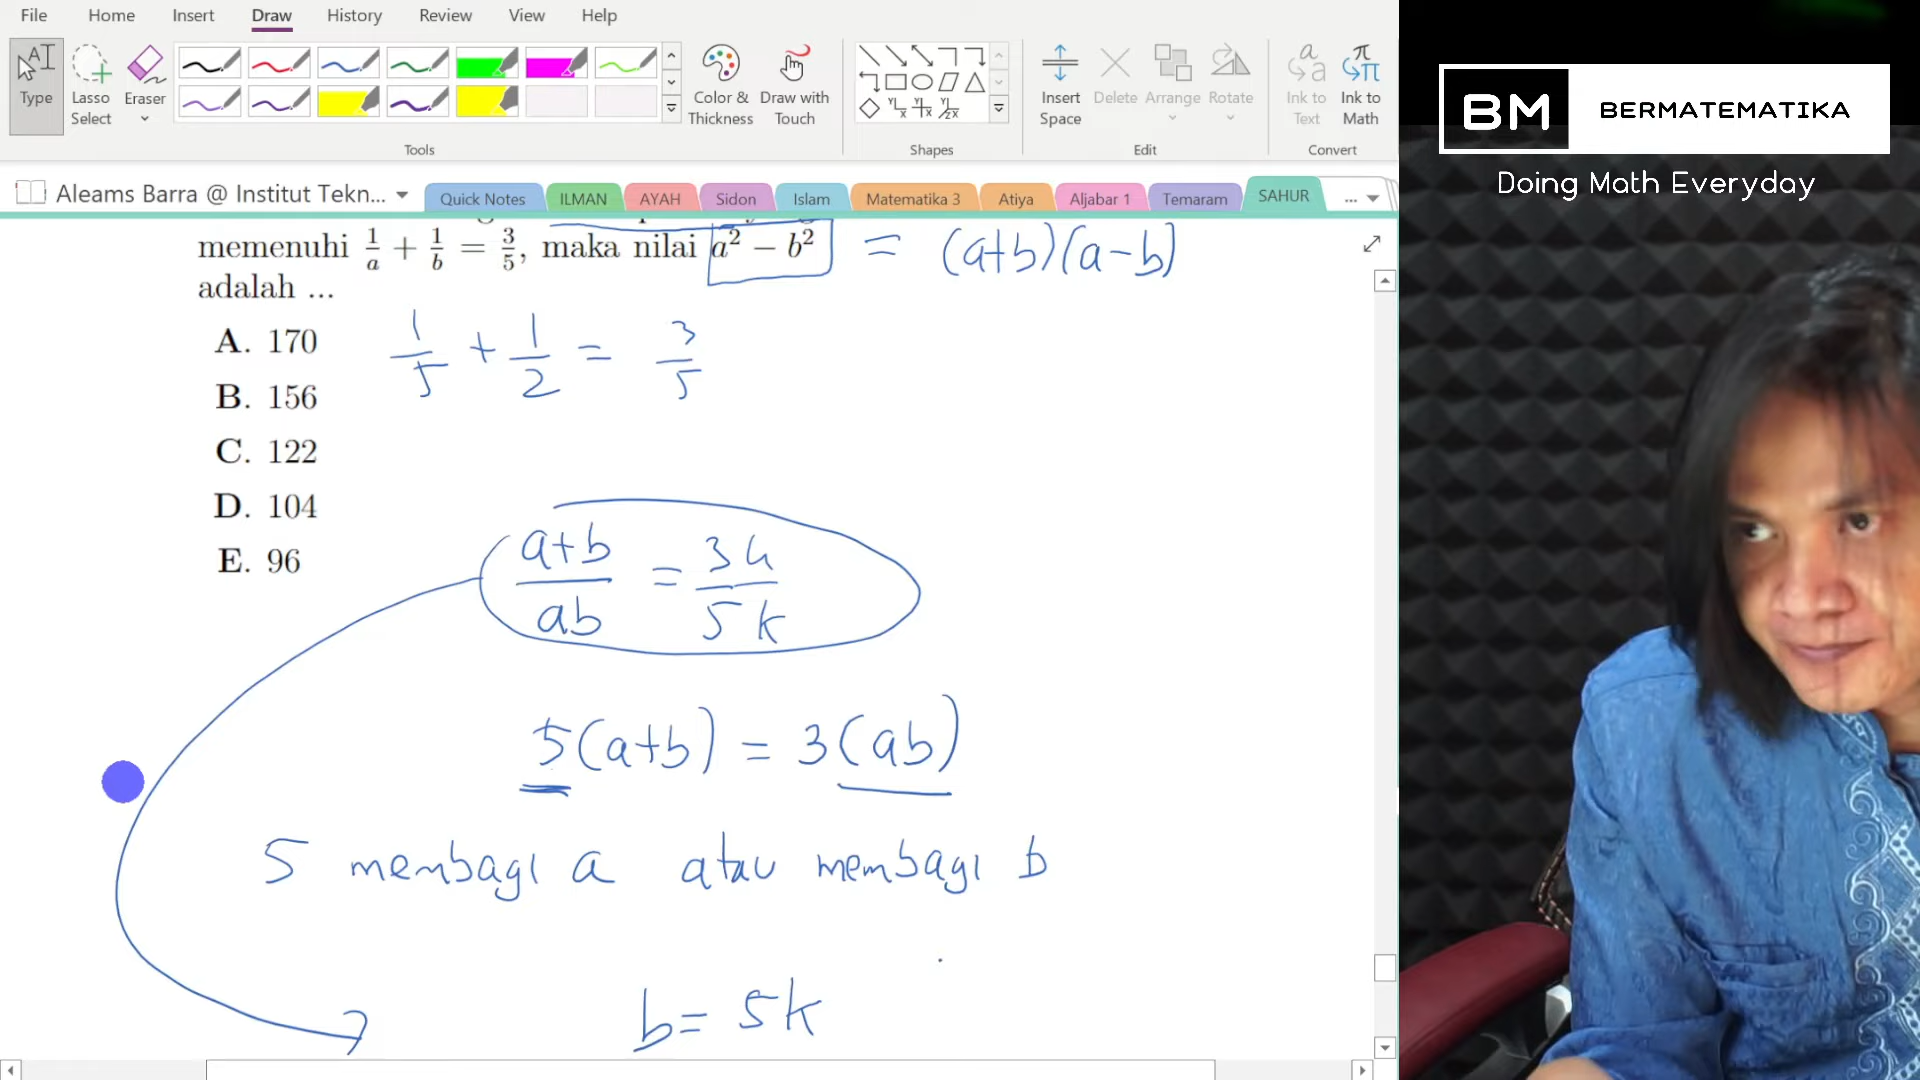 File Home Insert Draw History Review View Help
Type Lasso Select Eraser Color & Thickness Draw with Touch Insert Space Delete Arrange Rotate Ink to Text Ink to Math
Tools Shapes Edit Convert
BM BERMATEMATIKA
Doing Math Everyday
Aleams Barra @ Institut Tekn... Quick Notes ILMAN AYAH Sidon Islam Matematika 3 Atiya Aljabar 1 Temaram SAHUR ...
memenuhi 1/a + 1/b = 3/5, maka nilai a² − b² = (a+b)(a-b)
adalah ...
A. 170
1/5 + 1/2 = 3/5
B. 156
C. 122
D. 104
E. 96
a+b/ab = 3k/5k
5(a+b) = 3(ab)
5 membagi a atau membagi b
b = 5k